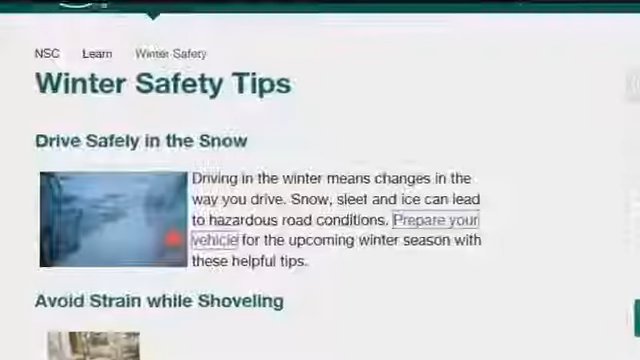 NSC Learn Winter Safety
Winter Safety Tips
Drive Safely in the Snow
Driving in the winter means changes in the
way you drive. Snow, sleet and ice can lead
to hazardous road conditions. Prepare your
vehicle for the upcoming winter season with
these helpful tips.
Avoid Strain while Shoveling